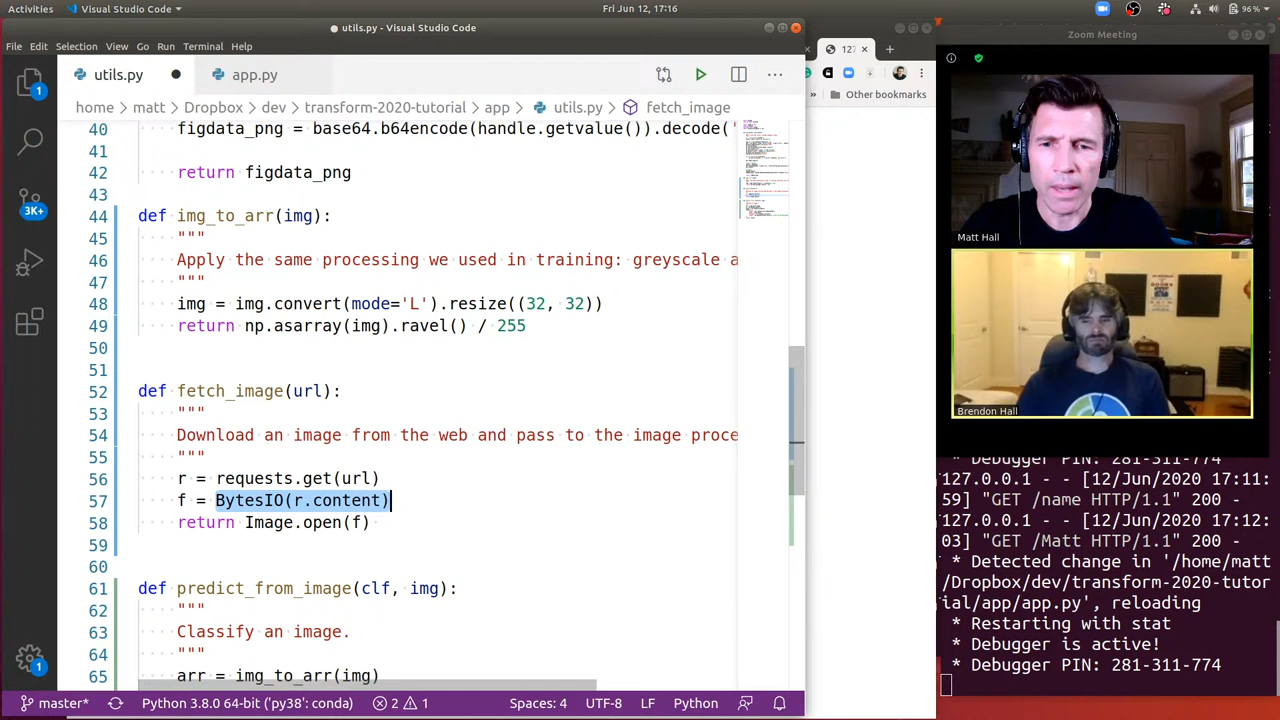 Activities
Visual Studio Code
Fri Jun 12, 17:16
96 %
● utils.py - Visual Studio Code
File Edit Selection View Go Run Terminal Help
utils.py
app.py
home > matt > Dropbox > dev > transform-2020-tutorial > app > utils.py > fetch_image
40 figdata_png = base64.b64encode(handle.getvalue()).decode('
41
42 return figdata_png
43
44 def img_to_arr(img):
45 """
46 Apply the same processing we used in training: greyscale a
47 """
48 img = img.convert(mode='L').resize((32, 32))
49 return np.asarray(img).ravel() / 255
50
51
52 def fetch_image(url):
53 """
54 Download an image from the web and pass to the image proce
55 """
56 r = requests.get(url)
57 f = BytesIO(r.content)
58 return Image.open(f)
59
60
61 def predict_from_image(clf, img):
62 """
63 Classify an image.
64 """
65 arr = img_to_arr(img)
1
3K+
1
master*
Python 3.8.0 64-bit ('py38': conda)
2
1
Spaces: 4
UTF-8
LF
Python
127
» Other bookmarks
Zoom Meeting
Matt Hall
Brendon Hall
* Debugger PIN: 281-311-774
127.0.0.1 - - [12/Jun/2020 17:11:
59] "GET /name HTTP/1.1" 200 -
127.0.0.1 - - [12/Jun/2020 17:12:
03] "GET /Matt HTTP/1.1" 200 -
* Detected change in '/home/matt
/Dropbox/dev/transform-2020-tutor
ial/app/app.py', reloading
* Restarting with stat
* Debugger is active!
* Debugger PIN: 281-311-774